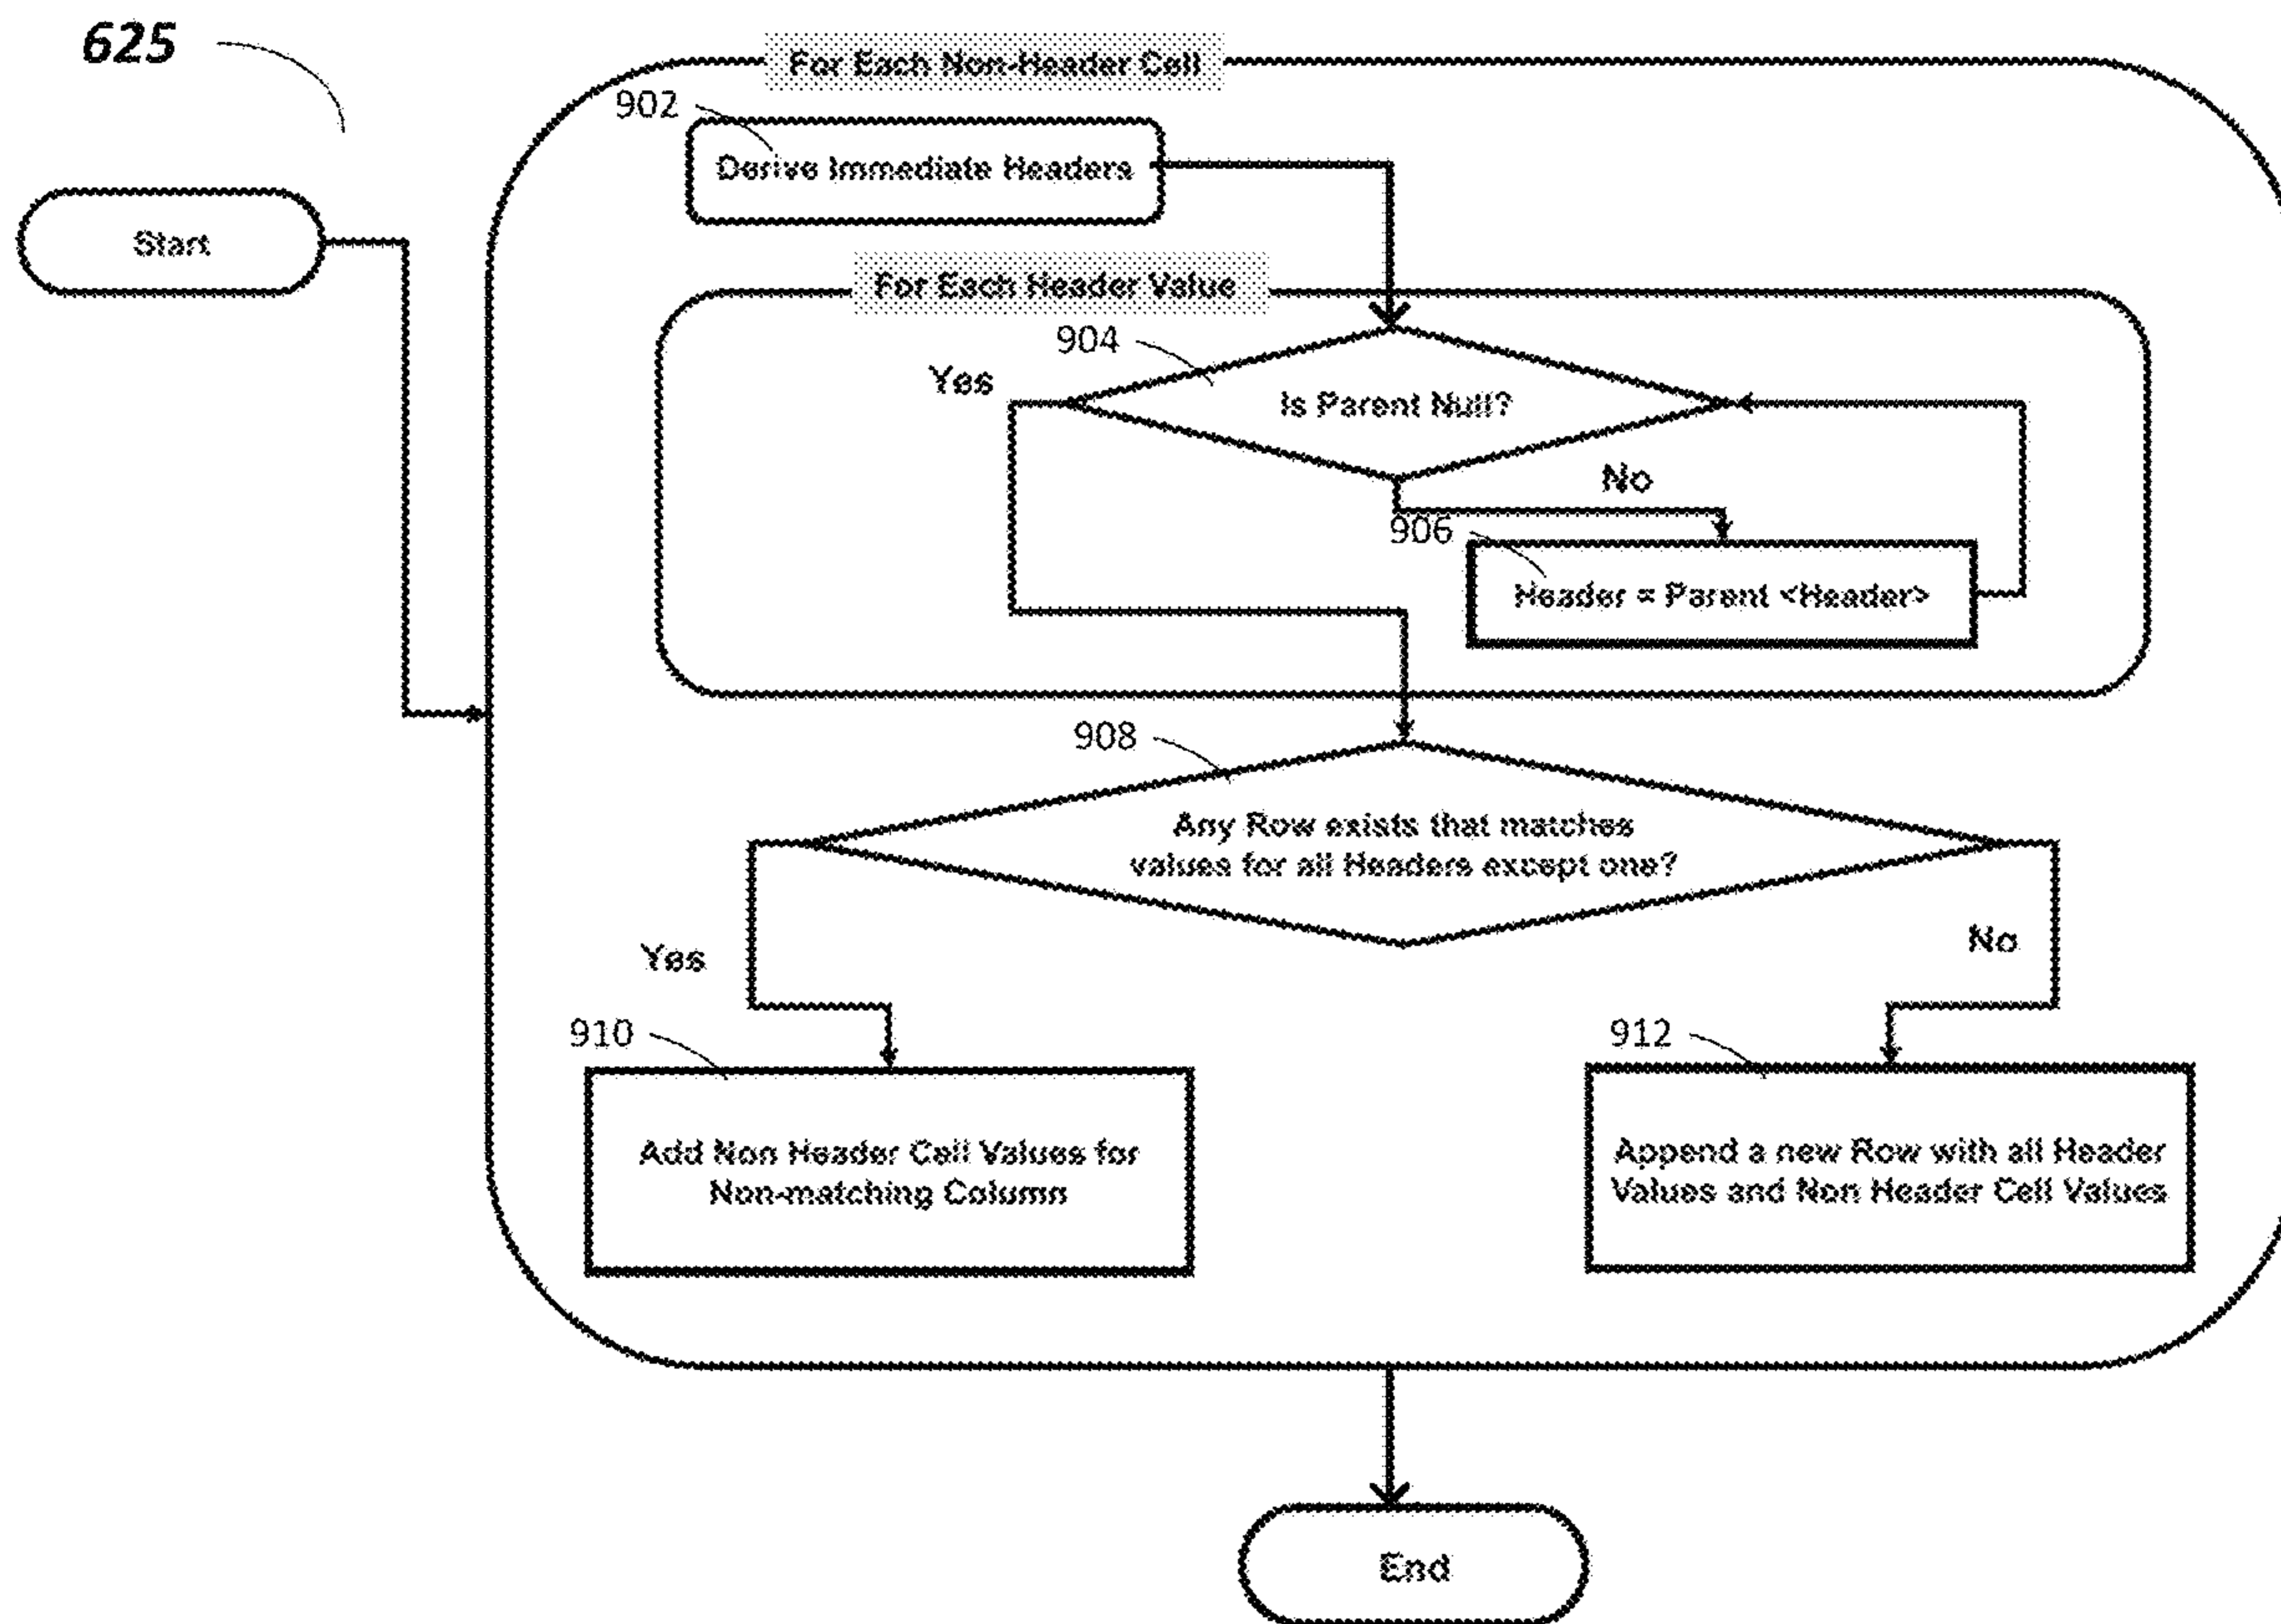 625
For Each Non-Header Cell
902
Derive Immediate Headers
Start
For Each Header Value
904
Yes
Is Parent Null?
No
906
Header = Parent <Header>
908
Any Row exists that matches
values for all Headers except one?
Yes
No
910
912
Add Non Header Cell Values for
Non-matching Column
Append a new Row with all Header
Values and Non Header Cell Values
End